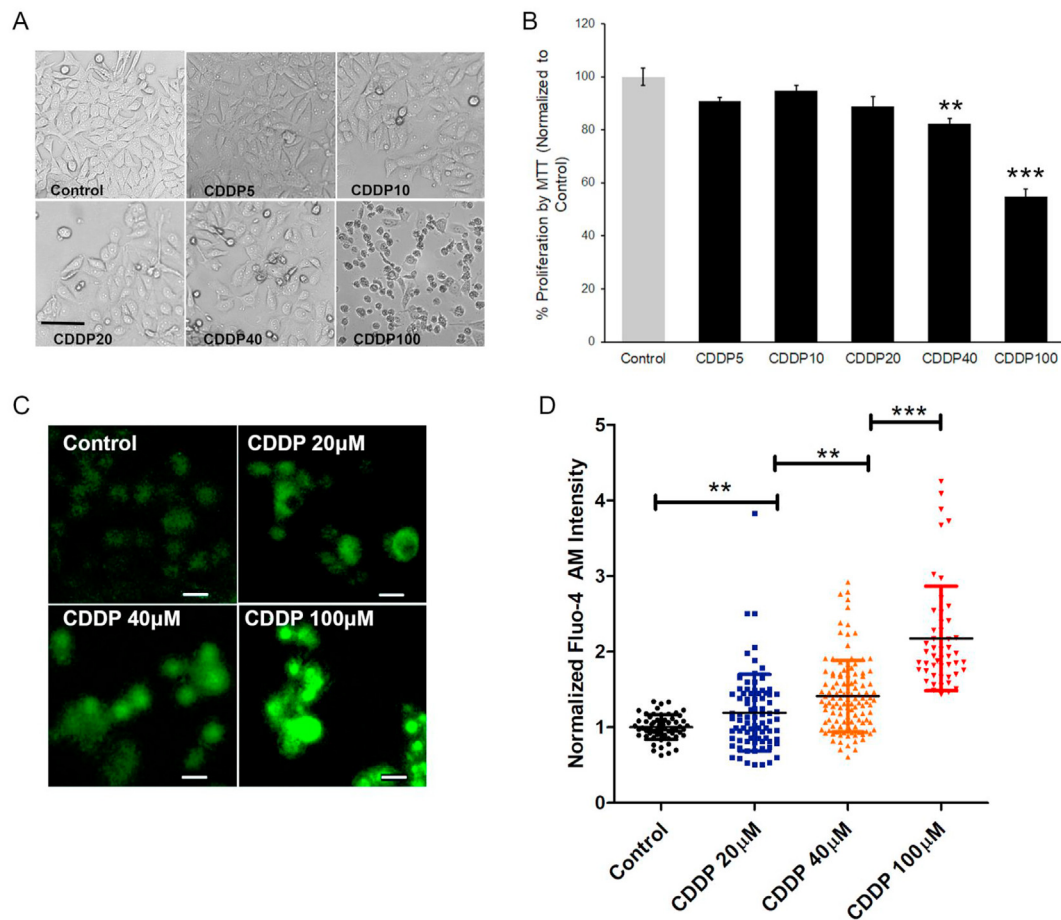 A
Control
CDDP5
CDDP10
CDDP20
CDDP40
CDDP100
B
% Proliferation by MTT (Normalized to
Control)
120
100
80
60
40
20
0
**
***
Control
CDDP5
CDDP10
CDDP20
CDDP40
CDDP100
C
Control
CDDP 20µM
CDDP 40µM
CDDP 100µM
D
Normalized Fluo-4 AM Intensity
5
4
3
2
1
0
**
**
***
Control
CDDP 20µM
CDDP 40µM
CDDP 100µM